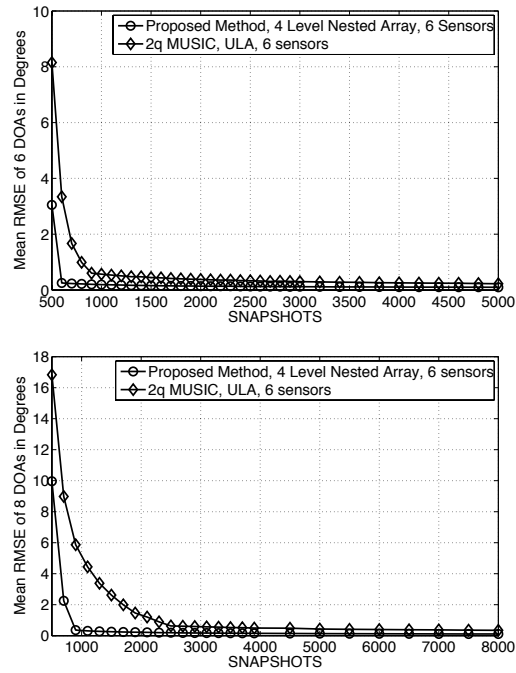 10
8
6
4
2
0
Mean RMSE of 6 DOAs in Degrees
Proposed Method, 4 Level Nested Array, 6 Sensors
2q MUSIC, ULA, 6 sensors
500 1000 1500 2000 2500 3000 3500 4000 4500 5000
SNAPSHOTS
18
16
14
12
10
8
6
4
2
0
Mean RMSE of 8 DOAs in Degrees
Proposed Method, 4 Level Nested Array, 6 sensors
2q MUSIC, ULA, 6 sensors
1000 2000 3000 4000 5000 6000 7000 8000
SNAPSHOTS